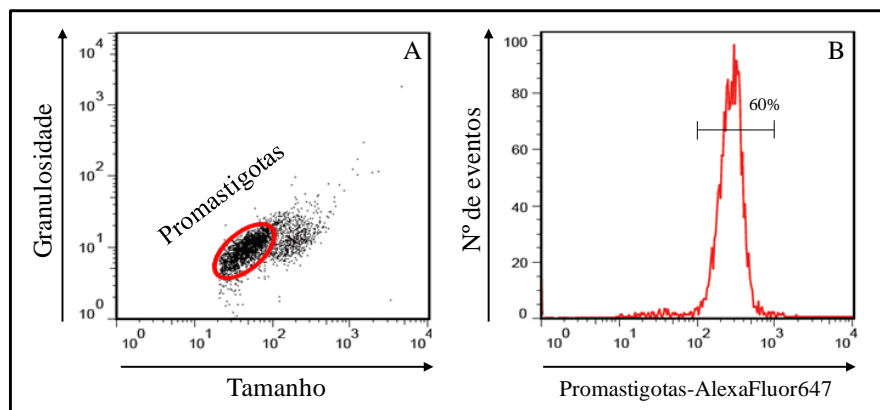 A
Granulosidade
10^4
10^3
10^2
10^1
10^0
Promastigotas
10^0 10^1 10^2 10^3 10^4
Tamanho
B
Nº de eventos
100
80
60
40
20
0
60%
10^0 10^1 10^2 10^3 10^4
Promastigotas-AlexaFluor647